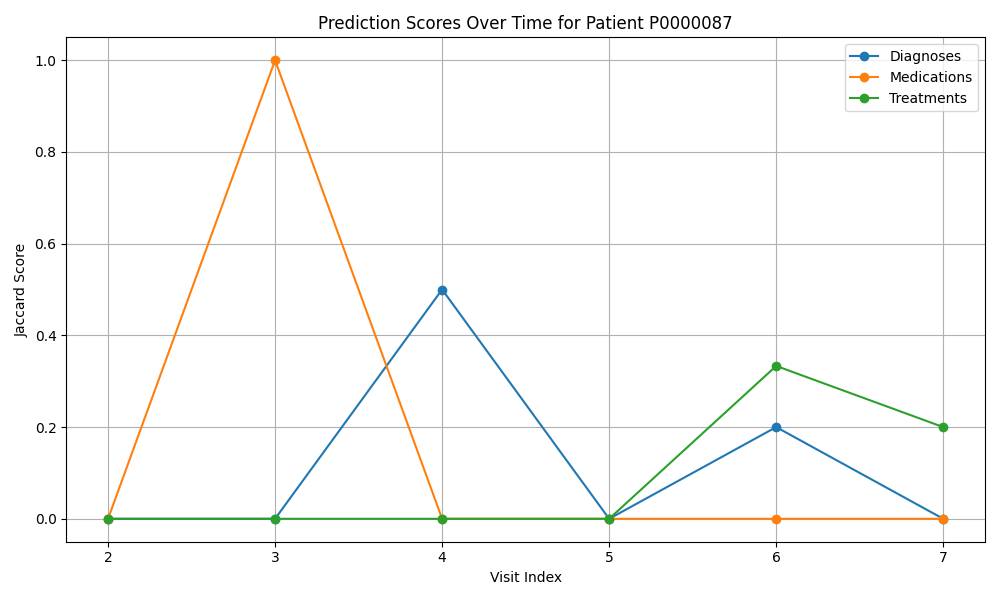 Prediction Scores Over Time for Patient P0000087
Diagnoses
Medications
Treatments
1.0
0.8
0.6
0.4
0.2
0.0
Jaccard Score
2 3 4 5 6 7
Visit Index